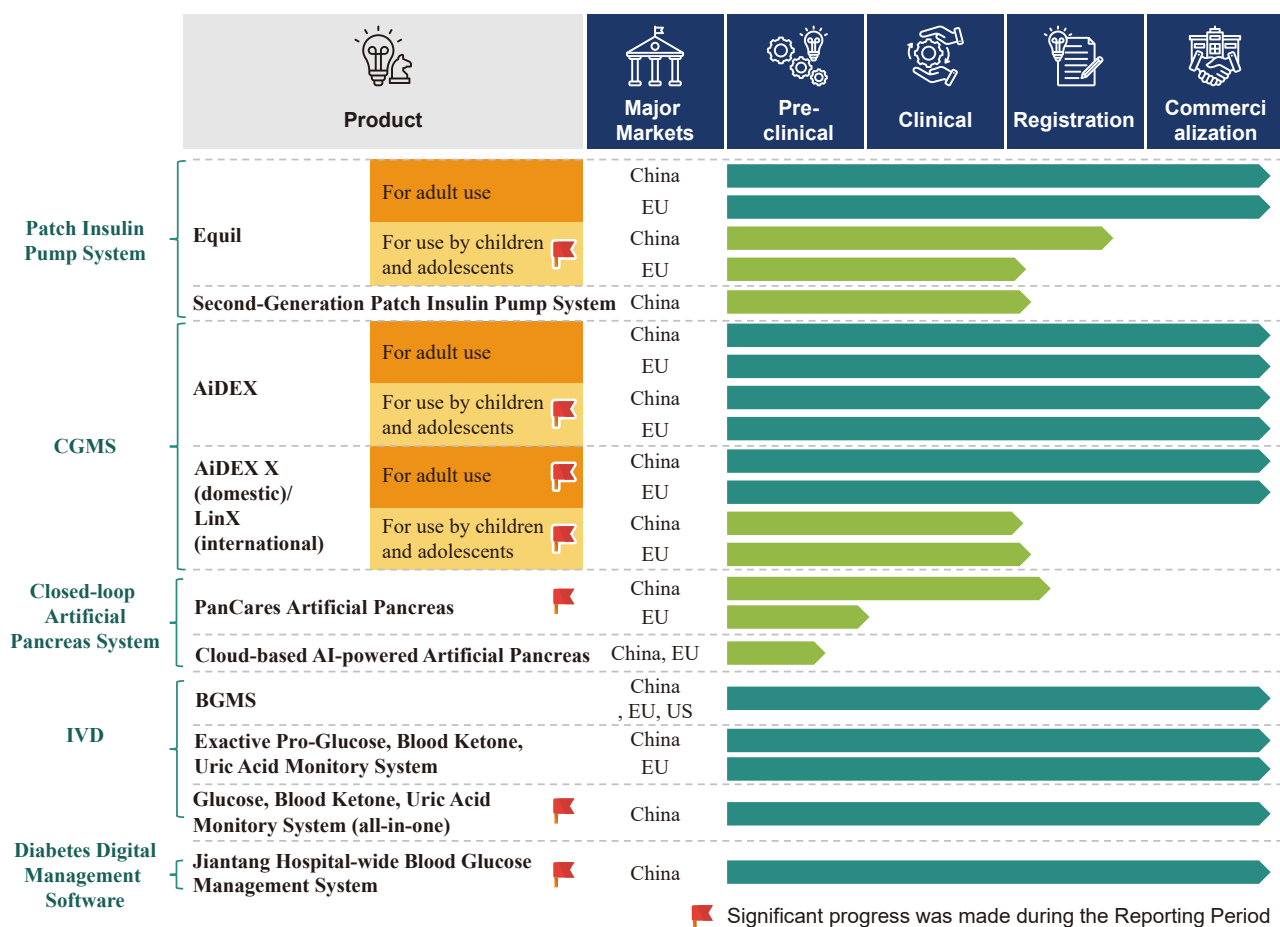 Product
Major
Markets
Pre-
clinical
Clinical
Registration
Commerci
alization
Patch Insulin
Pump System
Equil
For adult use
China
EU
For use by children
and adolescents
China
EU
Second-Generation Patch Insulin Pump System
China
CGMS
AiDEX
For adult use
China
EU
For use by children
and adolescents
China
EU
AiDEX X
(domestic)/
LinX
(international)
For adult use
China
EU
For use by children
and adolescents
China
EU
Closed-loop
Artificial
Pancreas System
PanCares Artificial Pancreas
China
EU
Cloud-based AI-powered Artificial Pancreas
China, EU
IVD
BGMS
China
, EU, US
Exactive Pro-Glucose, Blood Ketone,
Uric Acid Monitory System
China
EU
Glucose, Blood Ketone, Uric Acid
Monitory System (all-in-one)
China
Diabetes Digital
Management
Software
Jiantang Hospital-wide Blood Glucose
Management System
China
Significant progress was made during the Reporting Period